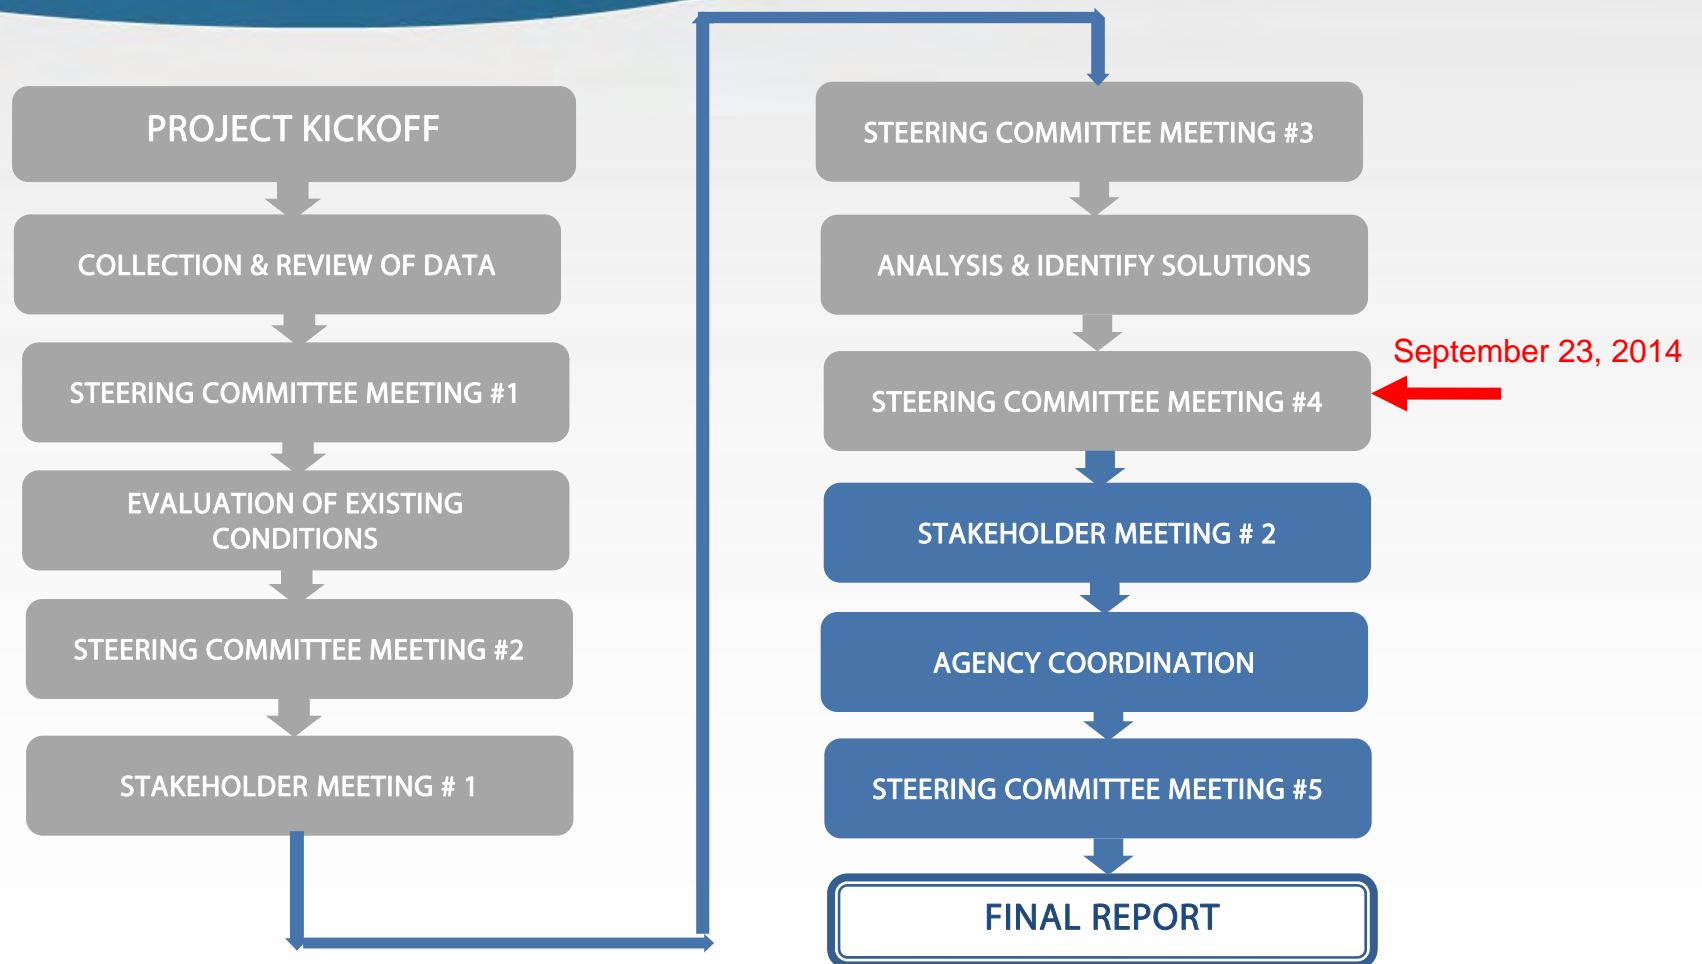 PROJECT KICKOFF
COLLECTION & REVIEW OF DATA
STEERING COMMITTEE MEETING #1
EVALUATION OF EXISTING
CONDITIONS
STEERING COMMITTEE MEETING #2
STAKEHOLDER MEETING # 1
STEERING COMMITTEE MEETING #3
ANALYSIS & IDENTIFY SOLUTIONS
September 23, 2014
STEERING COMMITTEE MEETING #4
STAKEHOLDER MEETING # 2
AGENCY COORDINATION
STEERING COMMITTEE MEETING #5
FINAL REPORT